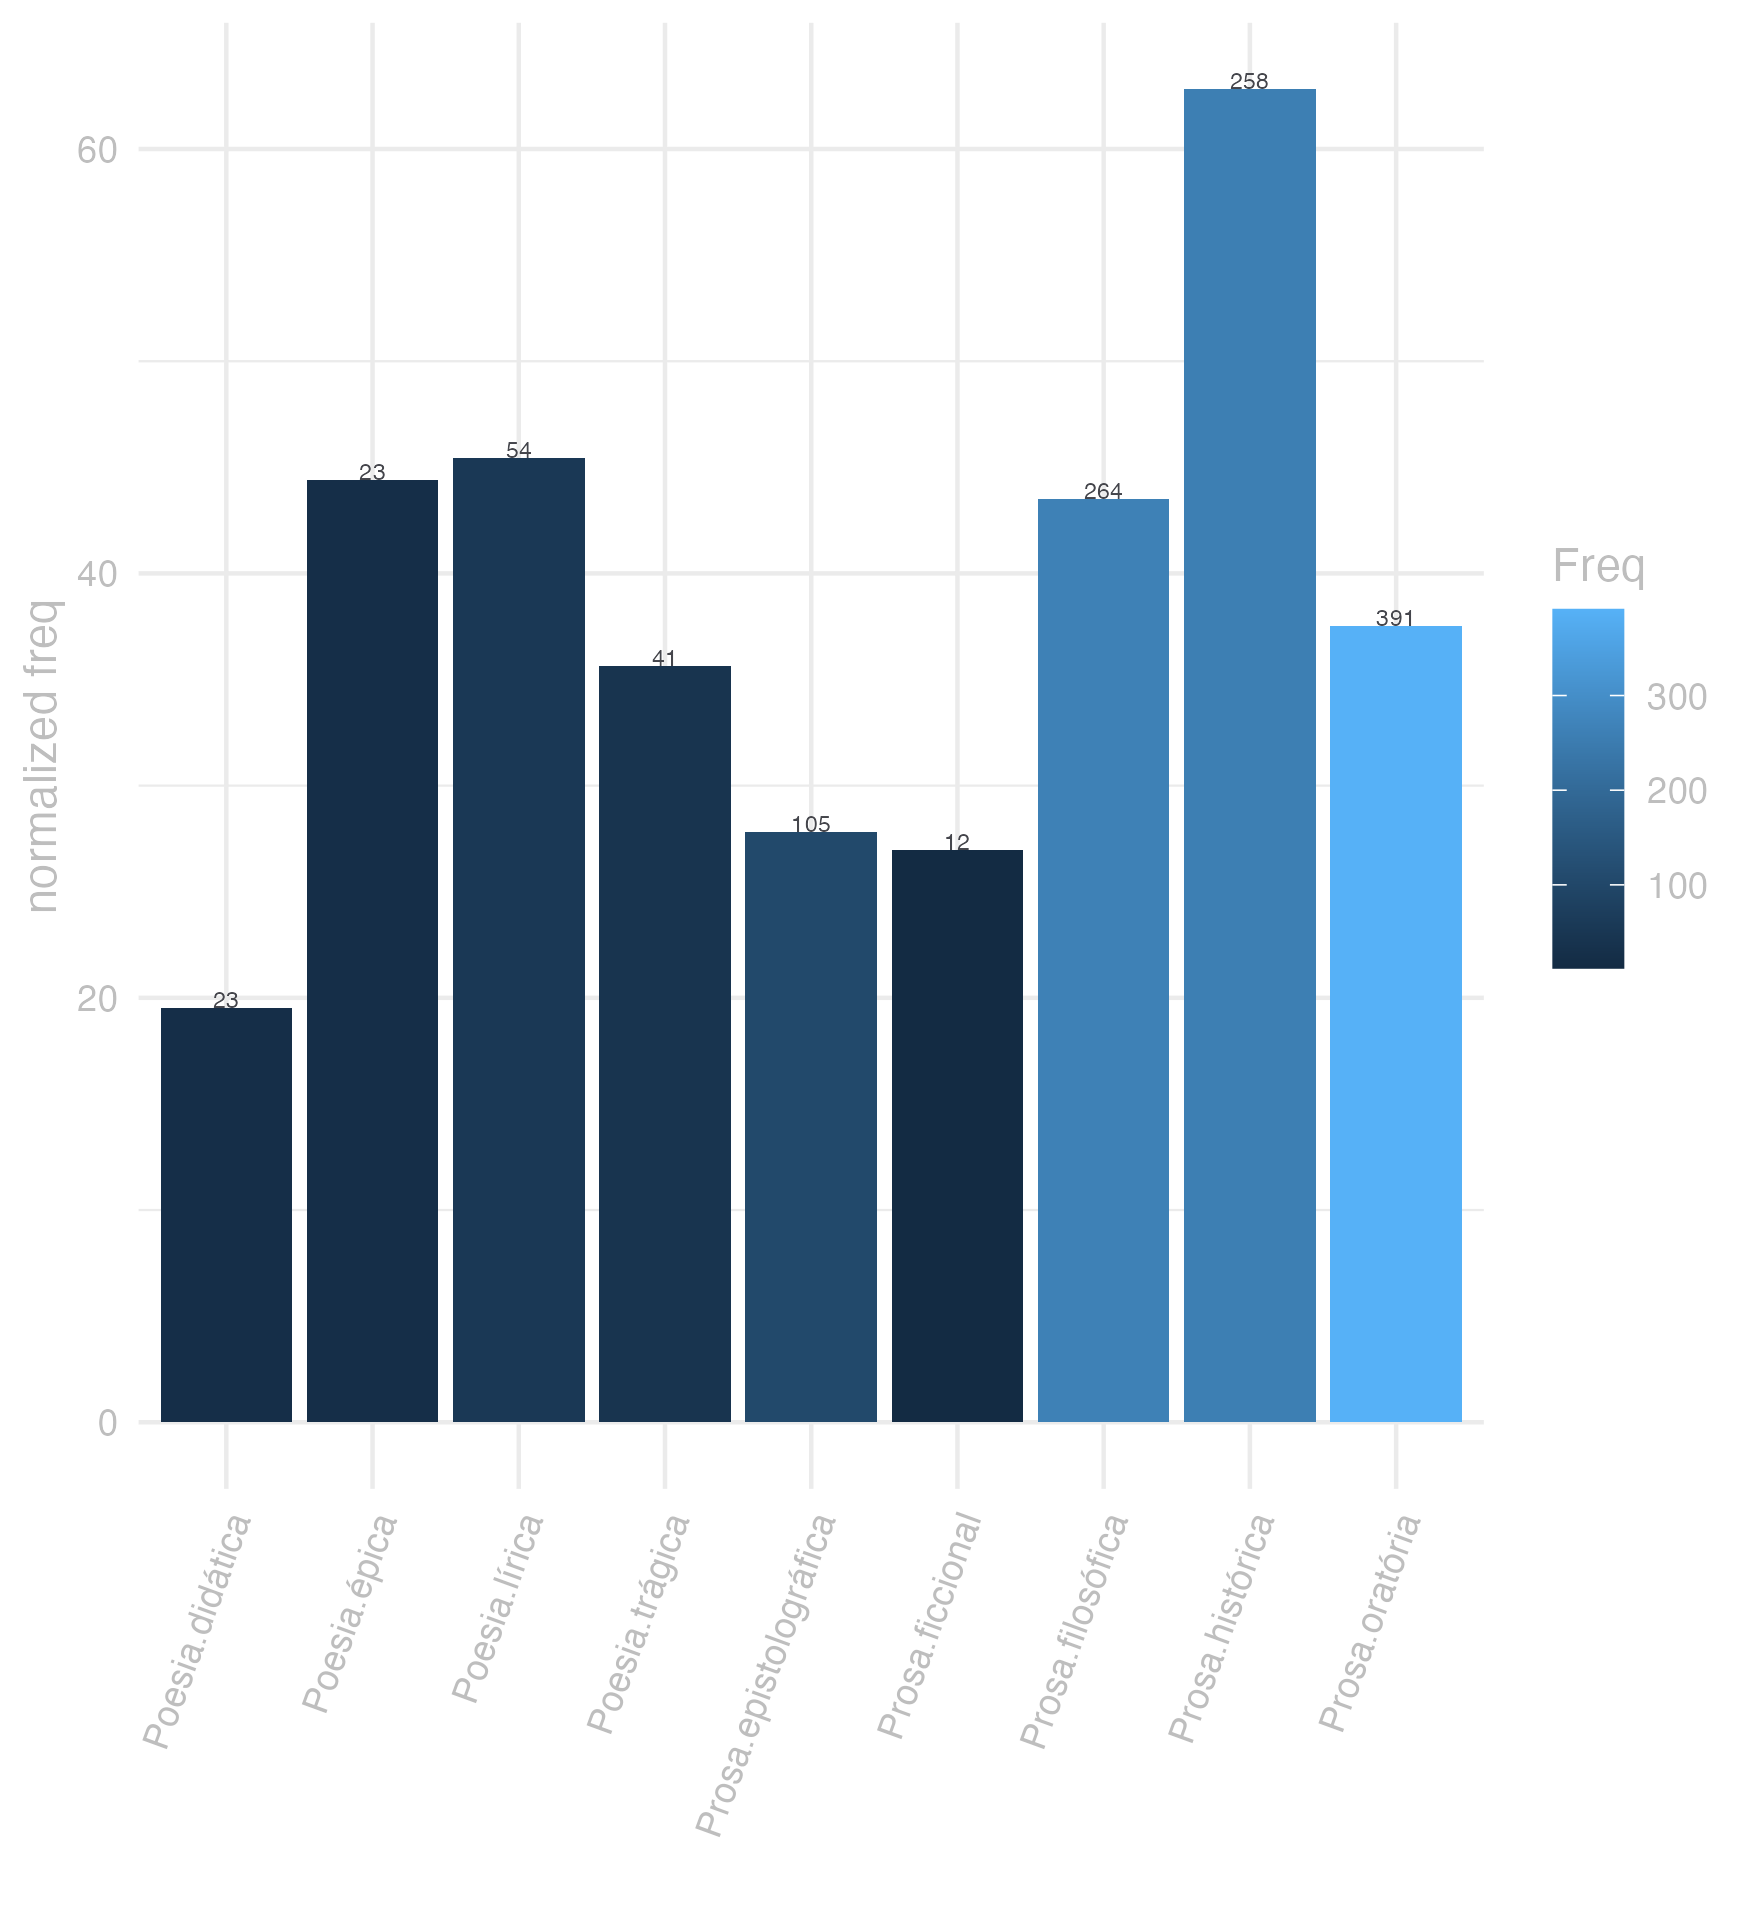 258
60
54
23
264
40
391
41
105
12
23
20
0
normalized freq
Poesia.didática
Poesia.épica
Poesia.lírica
Poesia.trágica
Prosa.epistolográfica
Prosa.ficcional
Prosa.filosófica
Prosa.histórica
Prosa.oratória
Freq
300
200
100